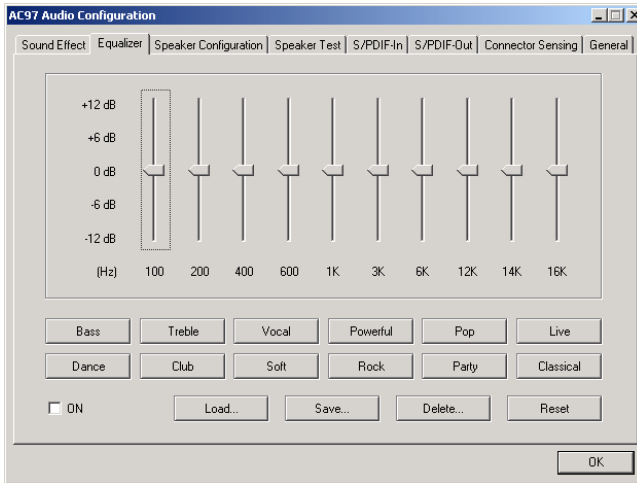 AC97 Audio Configuration
Sound Effect Equalizer Speaker Configuration Speaker Test S/PDIF-In S/PDIF-Out Connector Sensing General
+12 dB
+6 dB
0 dB
-6 dB
-12 dB
(Hz) 100 200 400 600 1K 3K 6K 12K 14K 16K
Bass Treble Vocal Powerful Pop Live
Dance Club Soft Rock Party Classical
ON Load... Save... Delete... Reset
OK